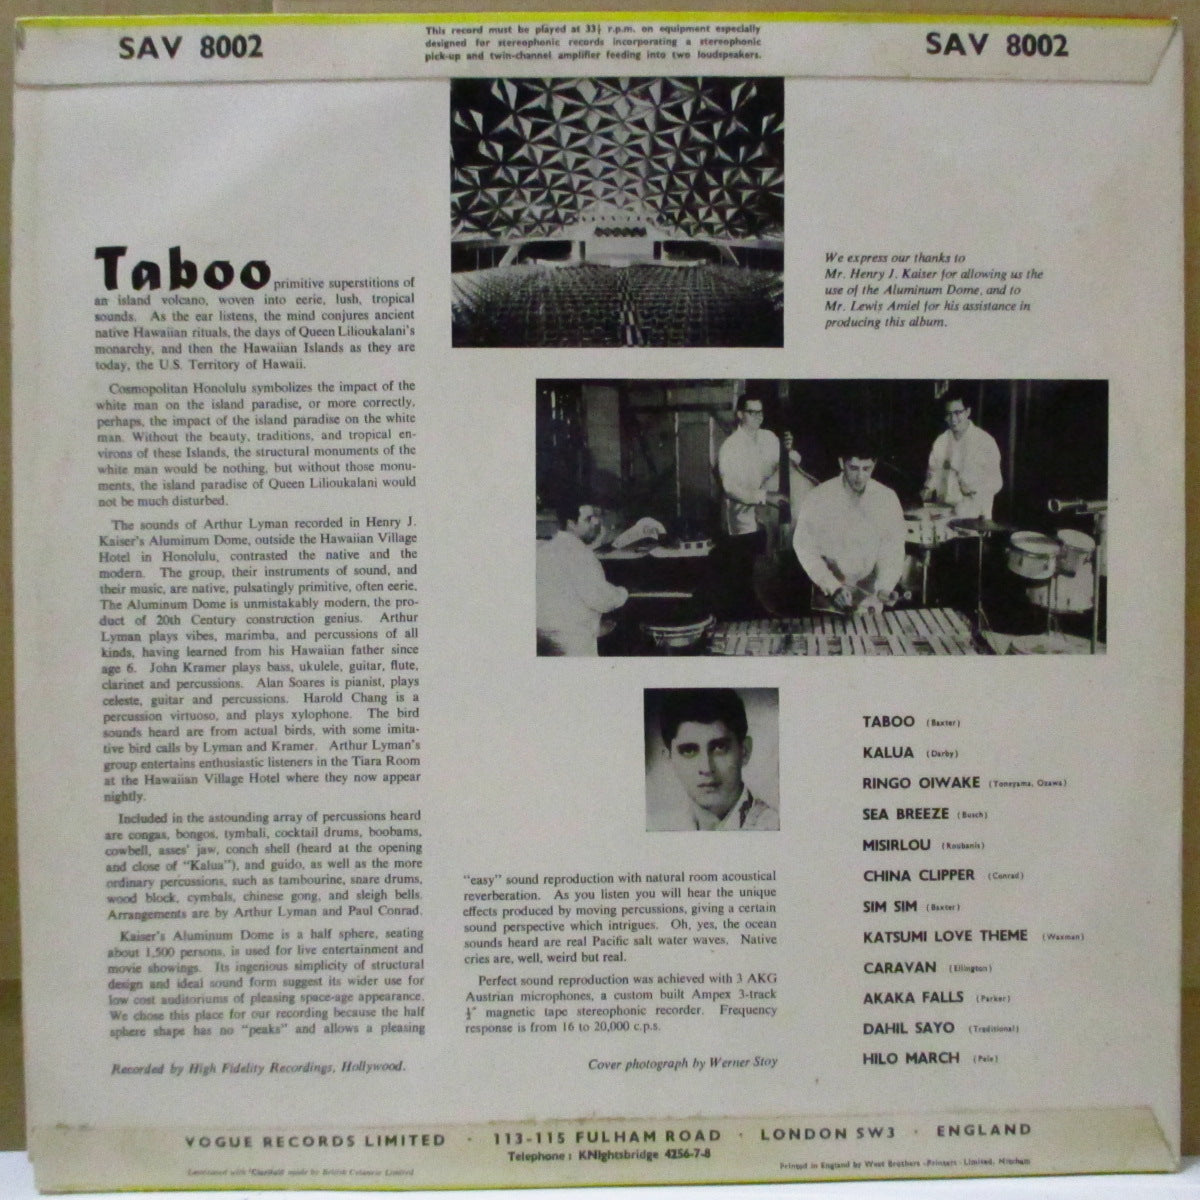 SAV 8002
This record must be played at 33⅓ r.p.m. on equipment especially
designed for stereophonic records incorporating a stereophonic
pick-up and twin-channel amplifier feeding into two loudspeakers.
SAV 8002
Taboo primitive superstitions of
an island volcano, woven into eerie, lush, tropical
sounds. As the ear listens, the mind conjures ancient
native Hawaiian rituals, the days of Queen Lilioukalani's
monarchy, and then the Hawaiian Islands as they are
today, the U.S. Territory of Hawaii.
Cosmopolitan Honolulu symbolizes the impact of the
white man on the island paradise, or more correctly,
perhaps, the impact of the island paradise on the white
man. Without the beauty, traditions, and tropical en-
virons of these Islands, the structural monuments of the
white man would be nothing, but without those monu-
ments, the island paradise of Queen Lilioukalani would
not be much disturbed.
The sounds of Arthur Lyman recorded in Henry J.
Kaiser's Aluminum Dome, outside the Hawaiian Village
Hotel in Honolulu, contrasted the native and the
modern. The group, their instruments of sound, and
their music, are native, pulsatingly primitive, often eerie.
The Aluminum Dome is unmistakably modern, the pro-
duct of 20th Century construction genius. Arthur
Lyman plays vibes, marimba, and percussions of all
kinds, having learned from his Hawaiian father since
age 6. John Kramer plays bass, ukulele, guitar, flute,
clarinet and percussions. Alan Soares is pianist, plays
celeste, guitar and percussions. Harold Chang is a
percussion virtuoso, and plays xylophone. The bird
sounds heard are from actual birds, with some imita-
tive bird calls by Lyman and Kramer. Arthur Lyman's
group entertains enthusiastic listeners in the Tiara Room
at the Hawaiian Village Hotel where they now appear
nightly.
Included in the astounding array of percussions heard
are congas, bongos, tymbali, cocktail drums, boobams,
cowbell, asses' jaw, conch shell (heard at the opening
and close of "Kalua"), and guido, as well as the more
ordinary percussions, such as tambourine, snare drums,
wood block, cymbals, chinese gong, and sleigh bells.
Arrangements are by Arthur Lyman and Paul Conrad.
Kaiser's Aluminum Dome is a half sphere, seating
about 1,500 persons, is used for live entertainment and
movie showings. Its ingenious simplicity of structural
design and ideal sound form suggest its wider use for
low cost auditoriums of pleasing space-age appearance.
We chose this place for our recording because the half
sphere shape has no "peaks" and allows a pleasing
Recorded by High Fidelity Recordings, Hollywood.
"easy" sound reproduction with natural room acoustical
reverberation. As you listen you will hear the unique
effects produced by moving percussions, giving a certain
sound perspective which intrigues. Oh, yes, the ocean
sounds heard are real Pacific salt water waves. Native
cries are, well, weird but real.
Perfect sound reproduction was achieved with 3 AKG
Austrian microphones, a custom built Ampex 3-track
½" magnetic tape stereophonic recorder. Frequency
response is from 16 to 20,000 c.p.s.
Cover photograph by Werner Stoy
We express our thanks to
Mr. Henry J. Kaiser for allowing us the
use of the Aluminum Dome, and to
Mr. Lewis Amiel for his assistance in
producing this album.
TABOO (Baxter)
KALUA (Darby)
RINGO OIWAKE (Toneyama, Ozawa)
SEA BREEZE (Busch)
MISIRLOU (Roubanis)
CHINA CLIPPER (Conrad)
SIM SIM (Baxter)
KATSUMI LOVE THEME (Waxman)
CARAVAN (Ellington)
AKAKA FALLS (Parker)
DAHIL SAYO (Traditional)
HILO MARCH (Pele)
VOGUE RECORDS LIMITED · 113-115 FULHAM ROAD · LONDON SW3 · ENGLAND
Telephone: KNIghtsbridge 4256-7-8
Laminated with 'Clarifoil' made by British Celanese Limited
Printed in England by West Brothers - Printers - Limited, Mitcham